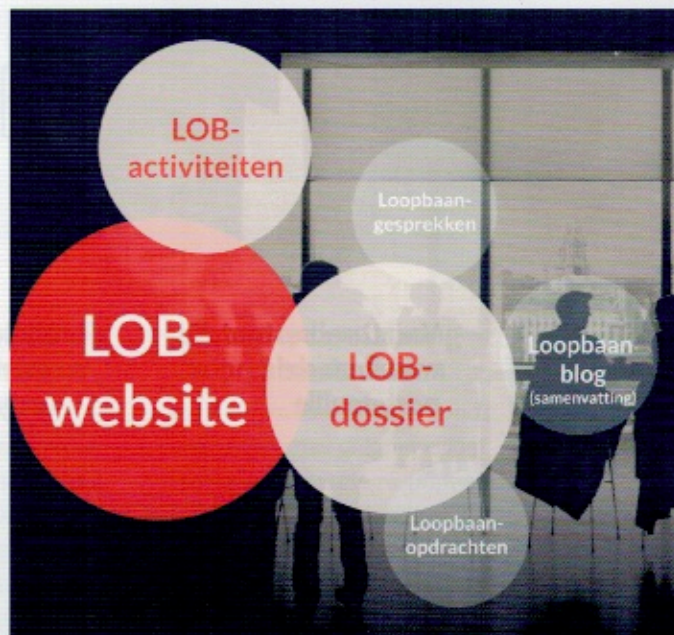 LOB-
activiteiten
Loopbaan-
gesprekken
LOB-
website
LOB-
dossier
Loopbaan
blog
(samenvatting)
Loopbaan-
opdrachten